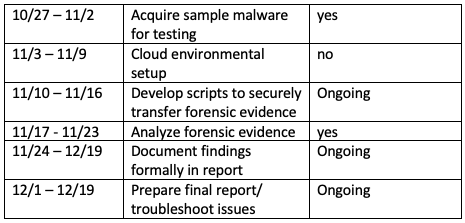 10/27 – 11/2 Acquire sample malware yes
for testing
11/3 – 11/9 Cloud environmental no
setup
11/10 – 11/16 Develop scripts to securely Ongoing
transfer forensic evidence
11/17 - 11/23 Analyze forensic evidence yes
11/24 – 12/19 Document findings Ongoing
formally in report
12/1 – 12/19 Prepare final report/ Ongoing
troubleshoot issues